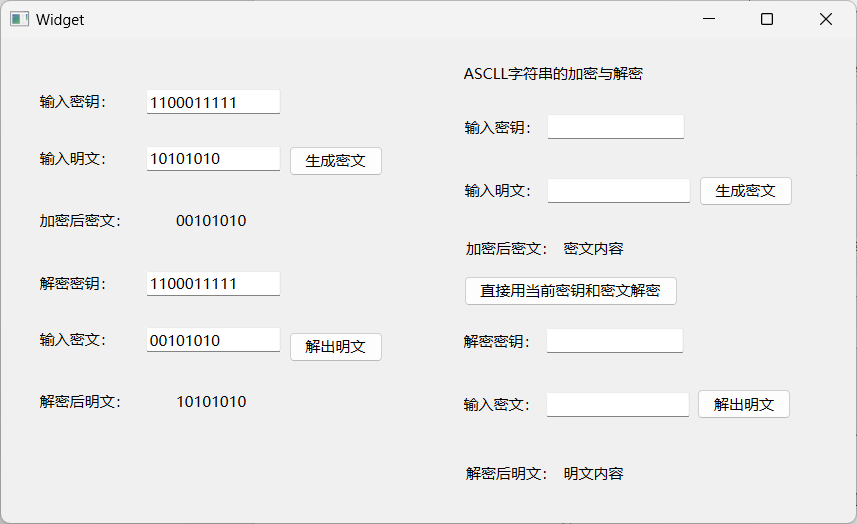 Widget
输入密钥： 1100011111
输入明文： 10101010 生成密文
加密后密文： 00101010
解密密钥： 1100011111
输入密文： 00101010 解出明文
解密后明文： 10101010
ASCLL字符串的加密与解密
输入密钥：
输入明文： 生成密文
加密后密文： 密文内容
直接用当前密钥和密文解密
解密密钥：
输入密文： 解出明文
解密后明文： 明文内容